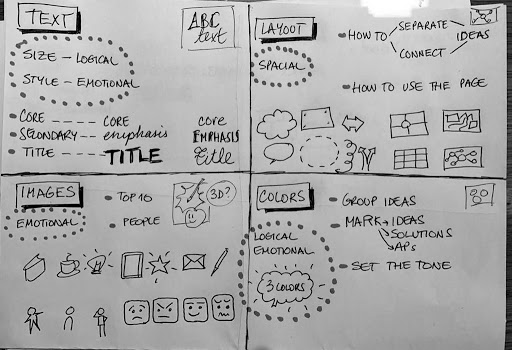 TEXT
ABC
text
SIZE - LOGICAL
STYLE - EMOTIONAL
CORE ----- CORE core
SECONDARY -- emphasis EMPHASIS
TITLE ---- TITLE title
LAYOUT
HOW TO SEPARATE IDEAS
CONNECT
SPACIAL
HOW TO USE THE PAGE
IMAGES
EMOTIONAL
TOP 10
PEOPLE
3D?
COLORS
GROUP IDEAS
MARK → IDEAS
SOLUTIONS
APs
SET THE TONE
LOGICAL
EMOTIONAL
3 COLORS